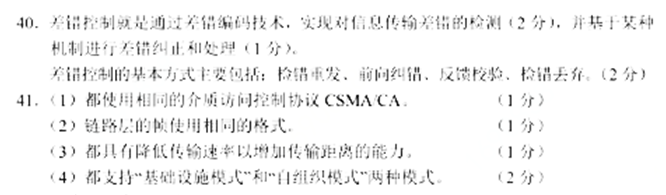 40. 差错控制就是通过差错编码技术，实现对信息传输差错的检测（2 分），并基于某种
机制进行差错纠正和处理（1 分）。
差错控制的基本方式主要包括：检错重发、前向纠错、反馈校验、检错丢弃。（2 分）
41.（1）都使用相同的介质访问控制协议 CSMA/CA。 （1 分）
（2）链路层的帧使用相同的格式。 （1 分）
（3）都具有降低传输速率以增加传输距离的能力。 （1 分）
（4）都支持“基础设施模式”和“自组织模式”两种模式。 （2 分）